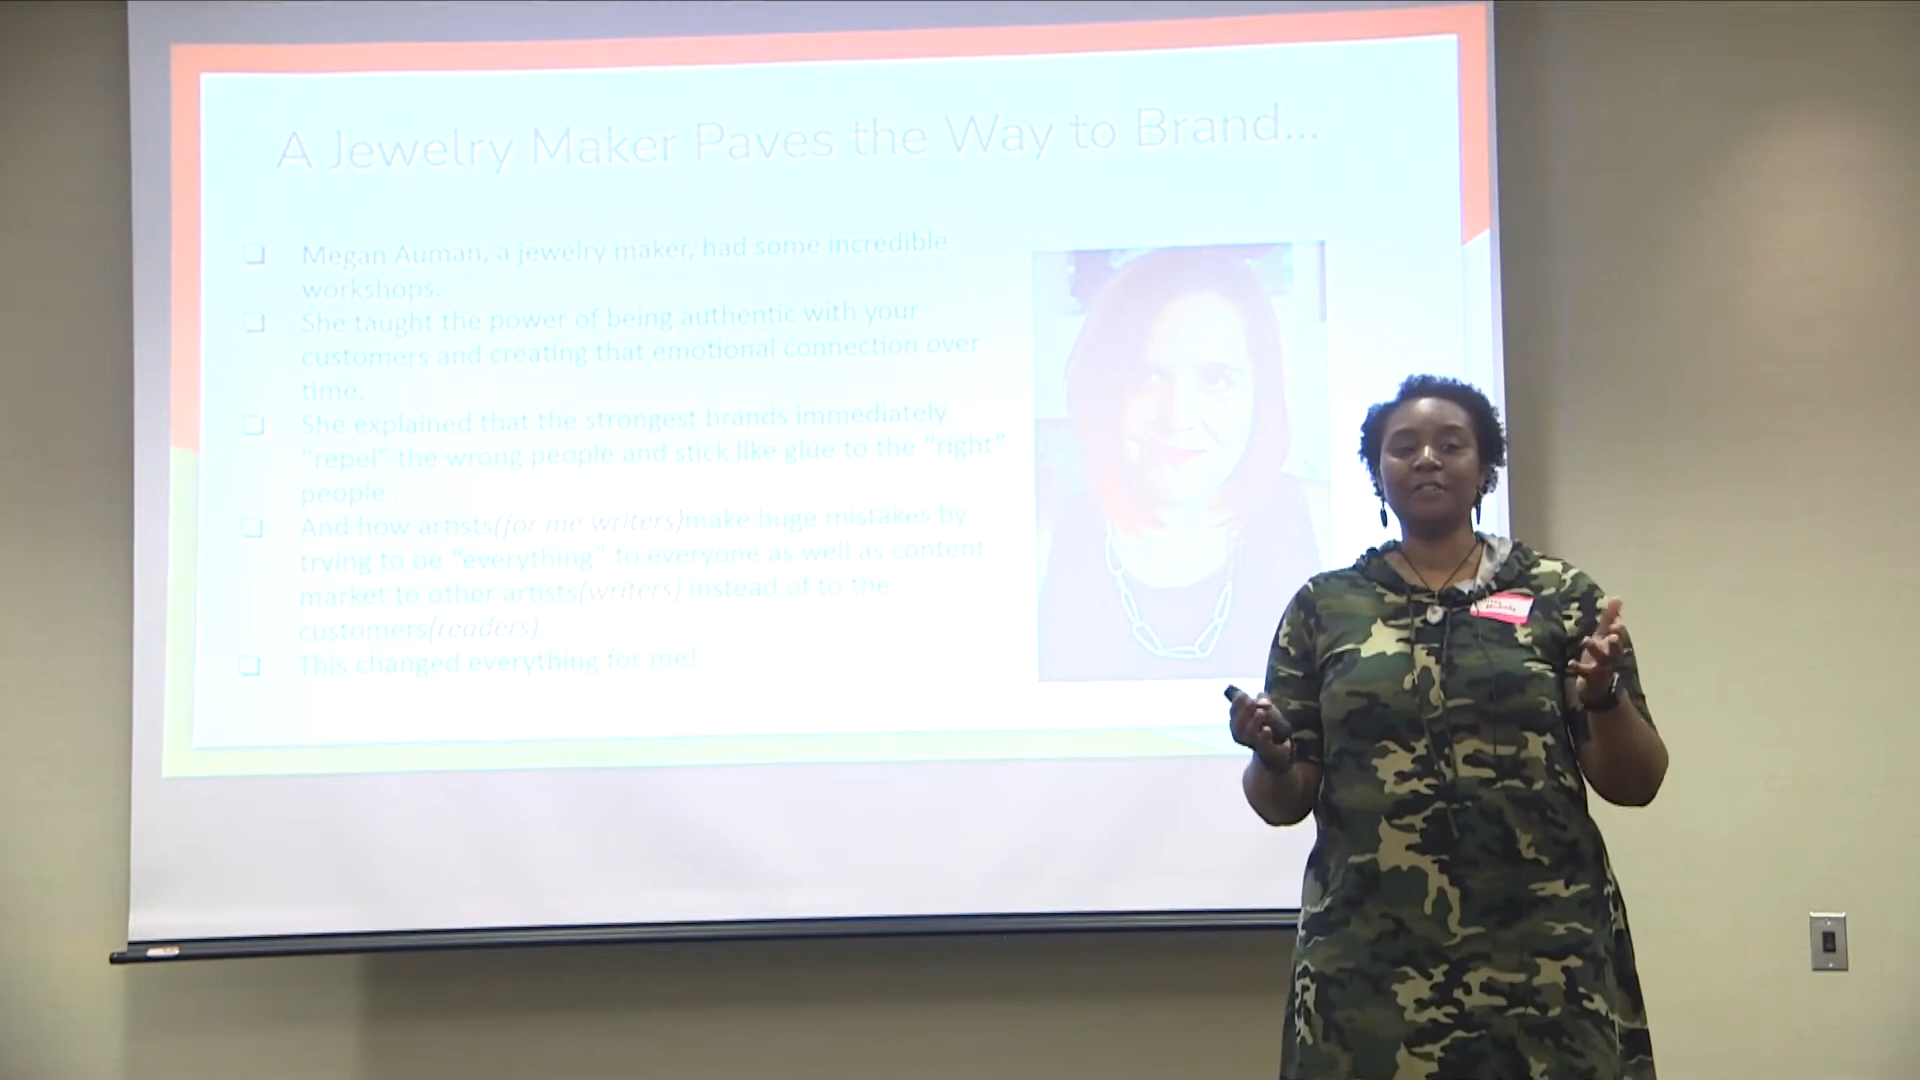 A Jewelry Maker Paves the Way to Brand...
Megan Auman, a jewelry maker, had some incredible
workshops.
She taught the power of being authentic with your
customers and creating that emotional connection over
time.
She explained that the strongest brands immediately
“repel” the wrong people and stick like glue to the “right”
people .
And how artists(for me writers)make huge mistakes by
trying to be “everything” to everyone as well as content
market to other artists(writers) instead of to the
customers(readers).
This changed everything for me!